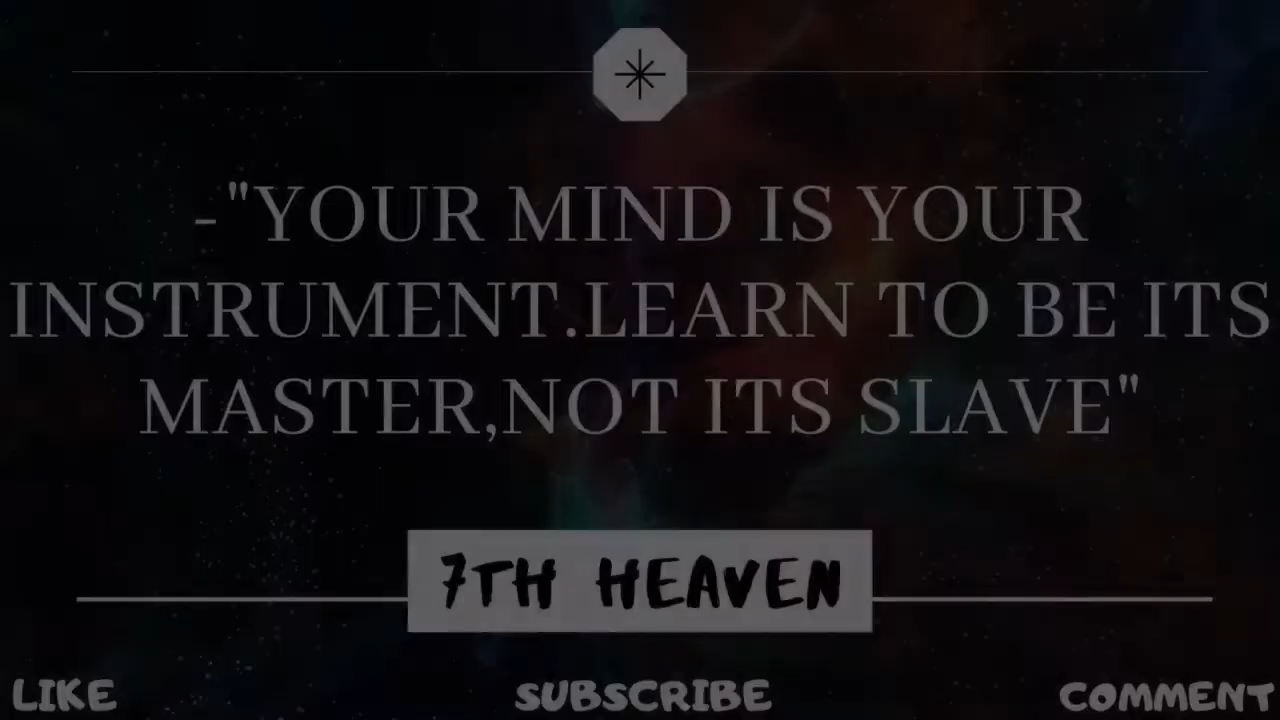 -"YOUR MIND IS YOUR
INSTRUMENT.LEARN TO BE ITS
MASTER,NOT ITS SLAVE"
7TH HEAVEN
LIKE SUBSCRIBE COMMENT